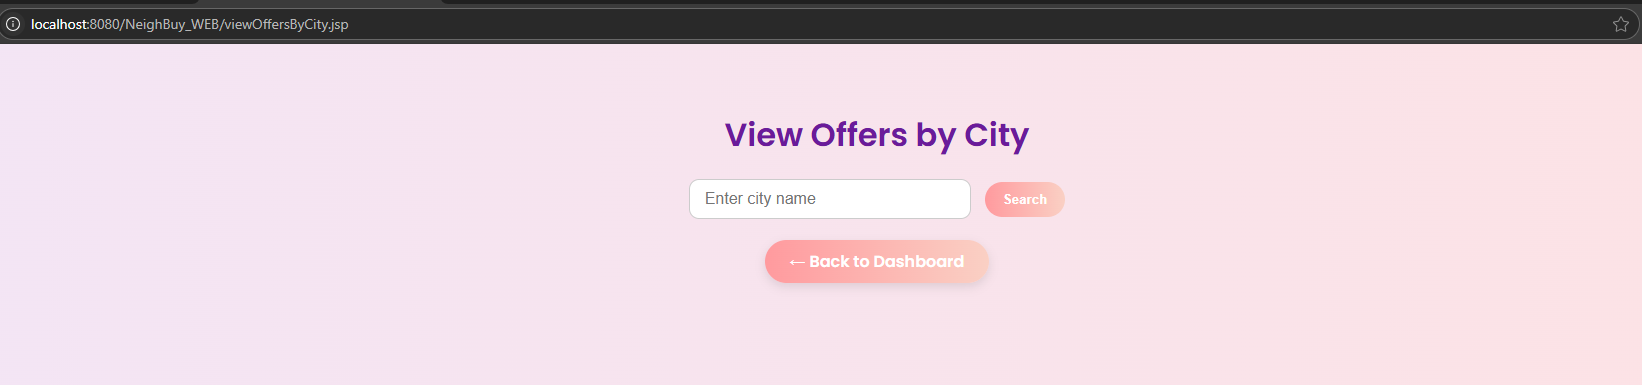 localhost:8080/NeighBuy_WEB/viewOffersByCity.jsp
View Offers by City
Enter city name
Search
← Back to Dashboard